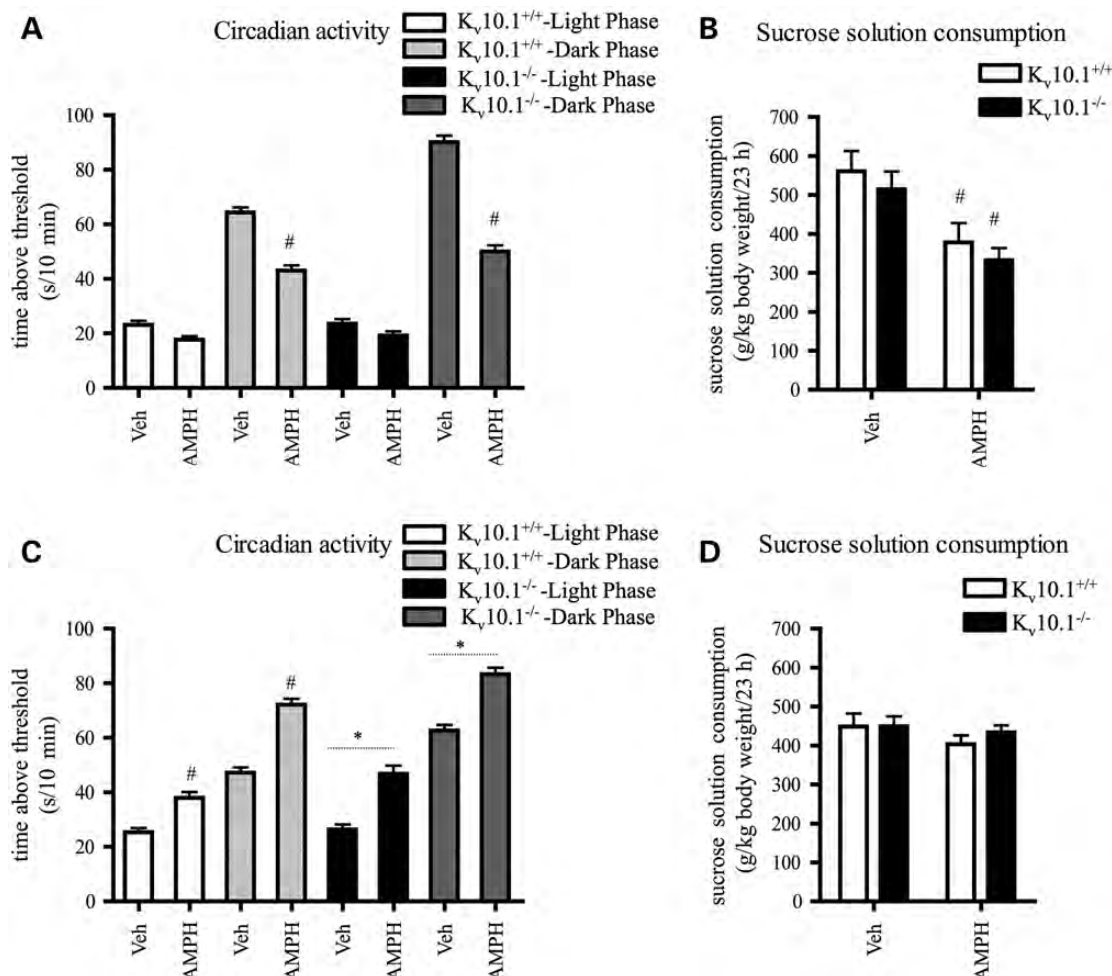 A
Circadian activity
Kv10.1+/+-Light Phase
Kv10.1+/+ -Dark Phase
Kv10.1-/- -Light Phase
Kv10.1-/- -Dark Phase
time above threshold
(s/10 min)
100
80
60
40
20
0
#
#
Veh
AMPH
Veh
AMPH
Veh
AMPH
Veh
AMPH
B
Sucrose solution consumption
Kv10.1+/+
Kv10.1-/-
sucrose solution consumption
(g/kg body weight/23 h)
700
600
500
400
300
200
100
0
# #
Veh
AMPH
C
Circadian activity
Kv10.1+/+-Light Phase
Kv10.1+/+ -Dark Phase
Kv10.1-/- -Light Phase
Kv10.1-/- -Dark Phase
time above threshold
(s/10 min)
100
80
60
40
20
0
#
#
*
*
Veh
AMPH
Veh
AMPH
Veh
AMPH
Veh
AMPH
D
Sucrose solution consumption
Kv10.1+/+
Kv10.1-/-
sucrose solution consumption
(g/kg body weight/23 h)
700
600
500
400
300
200
100
0
Veh
AMPH